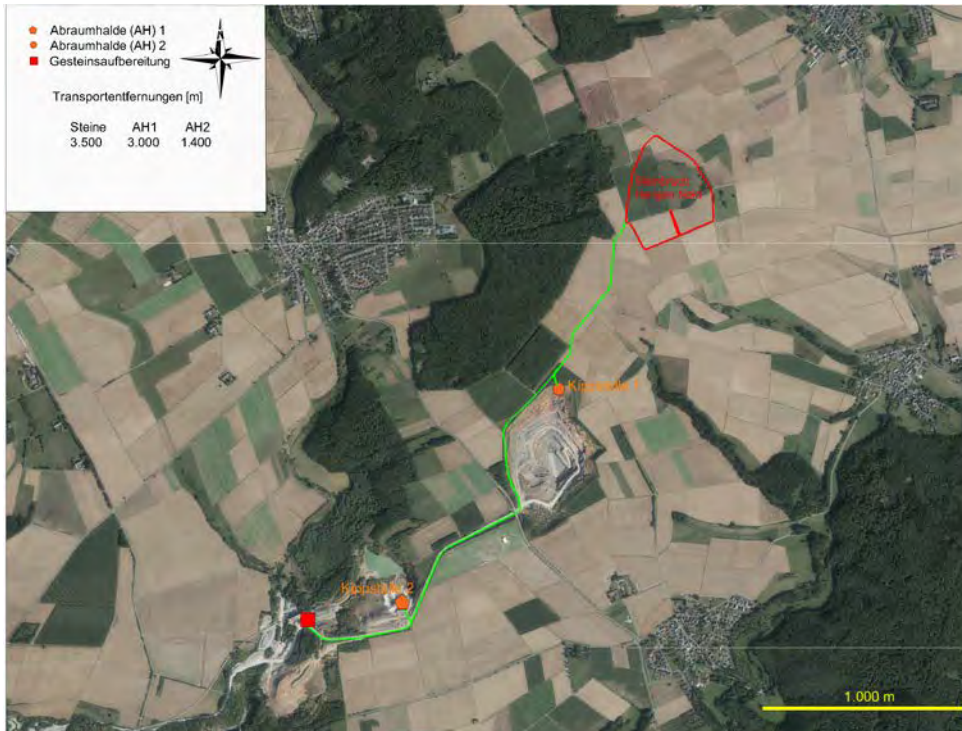 Abraumhalde (AH) 1
Abraumhalde (AH) 2
Gesteinsaufbereitung
Transportentfernungen [m]
Steine AH1 AH2
3.500 3.000 1.400
Kippstelle 1
Kippstelle 2
1.000 m